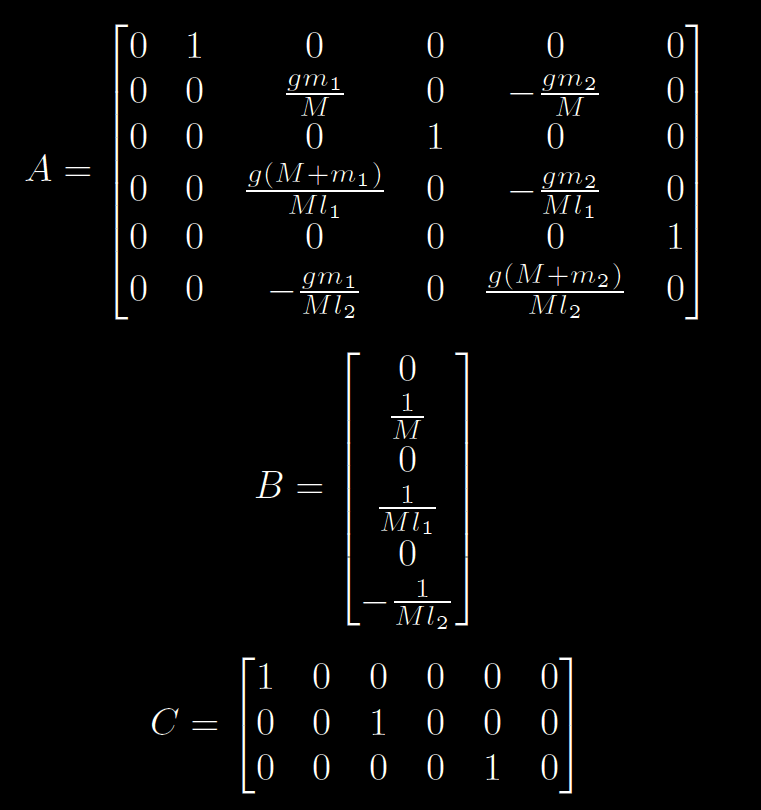 A = [ 0 1 0 0 0 0
0 0 gm₁/M 0 −gm₂/M 0
0 0 0 1 0 0
0 0 g(M+m₁)/Ml₁ 0 −gm₂/Ml₁ 0
0 0 0 0 0 1
0 0 −gm₁/Ml₂ 0 g(M+m₂)/Ml₂ 0 ]
B = [ 0
1/M
0
1/Ml₁
0
−1/Ml₂ ]
C = [ 1 0 0 0 0 0
0 0 1 0 0 0
0 0 0 0 1 0 ]